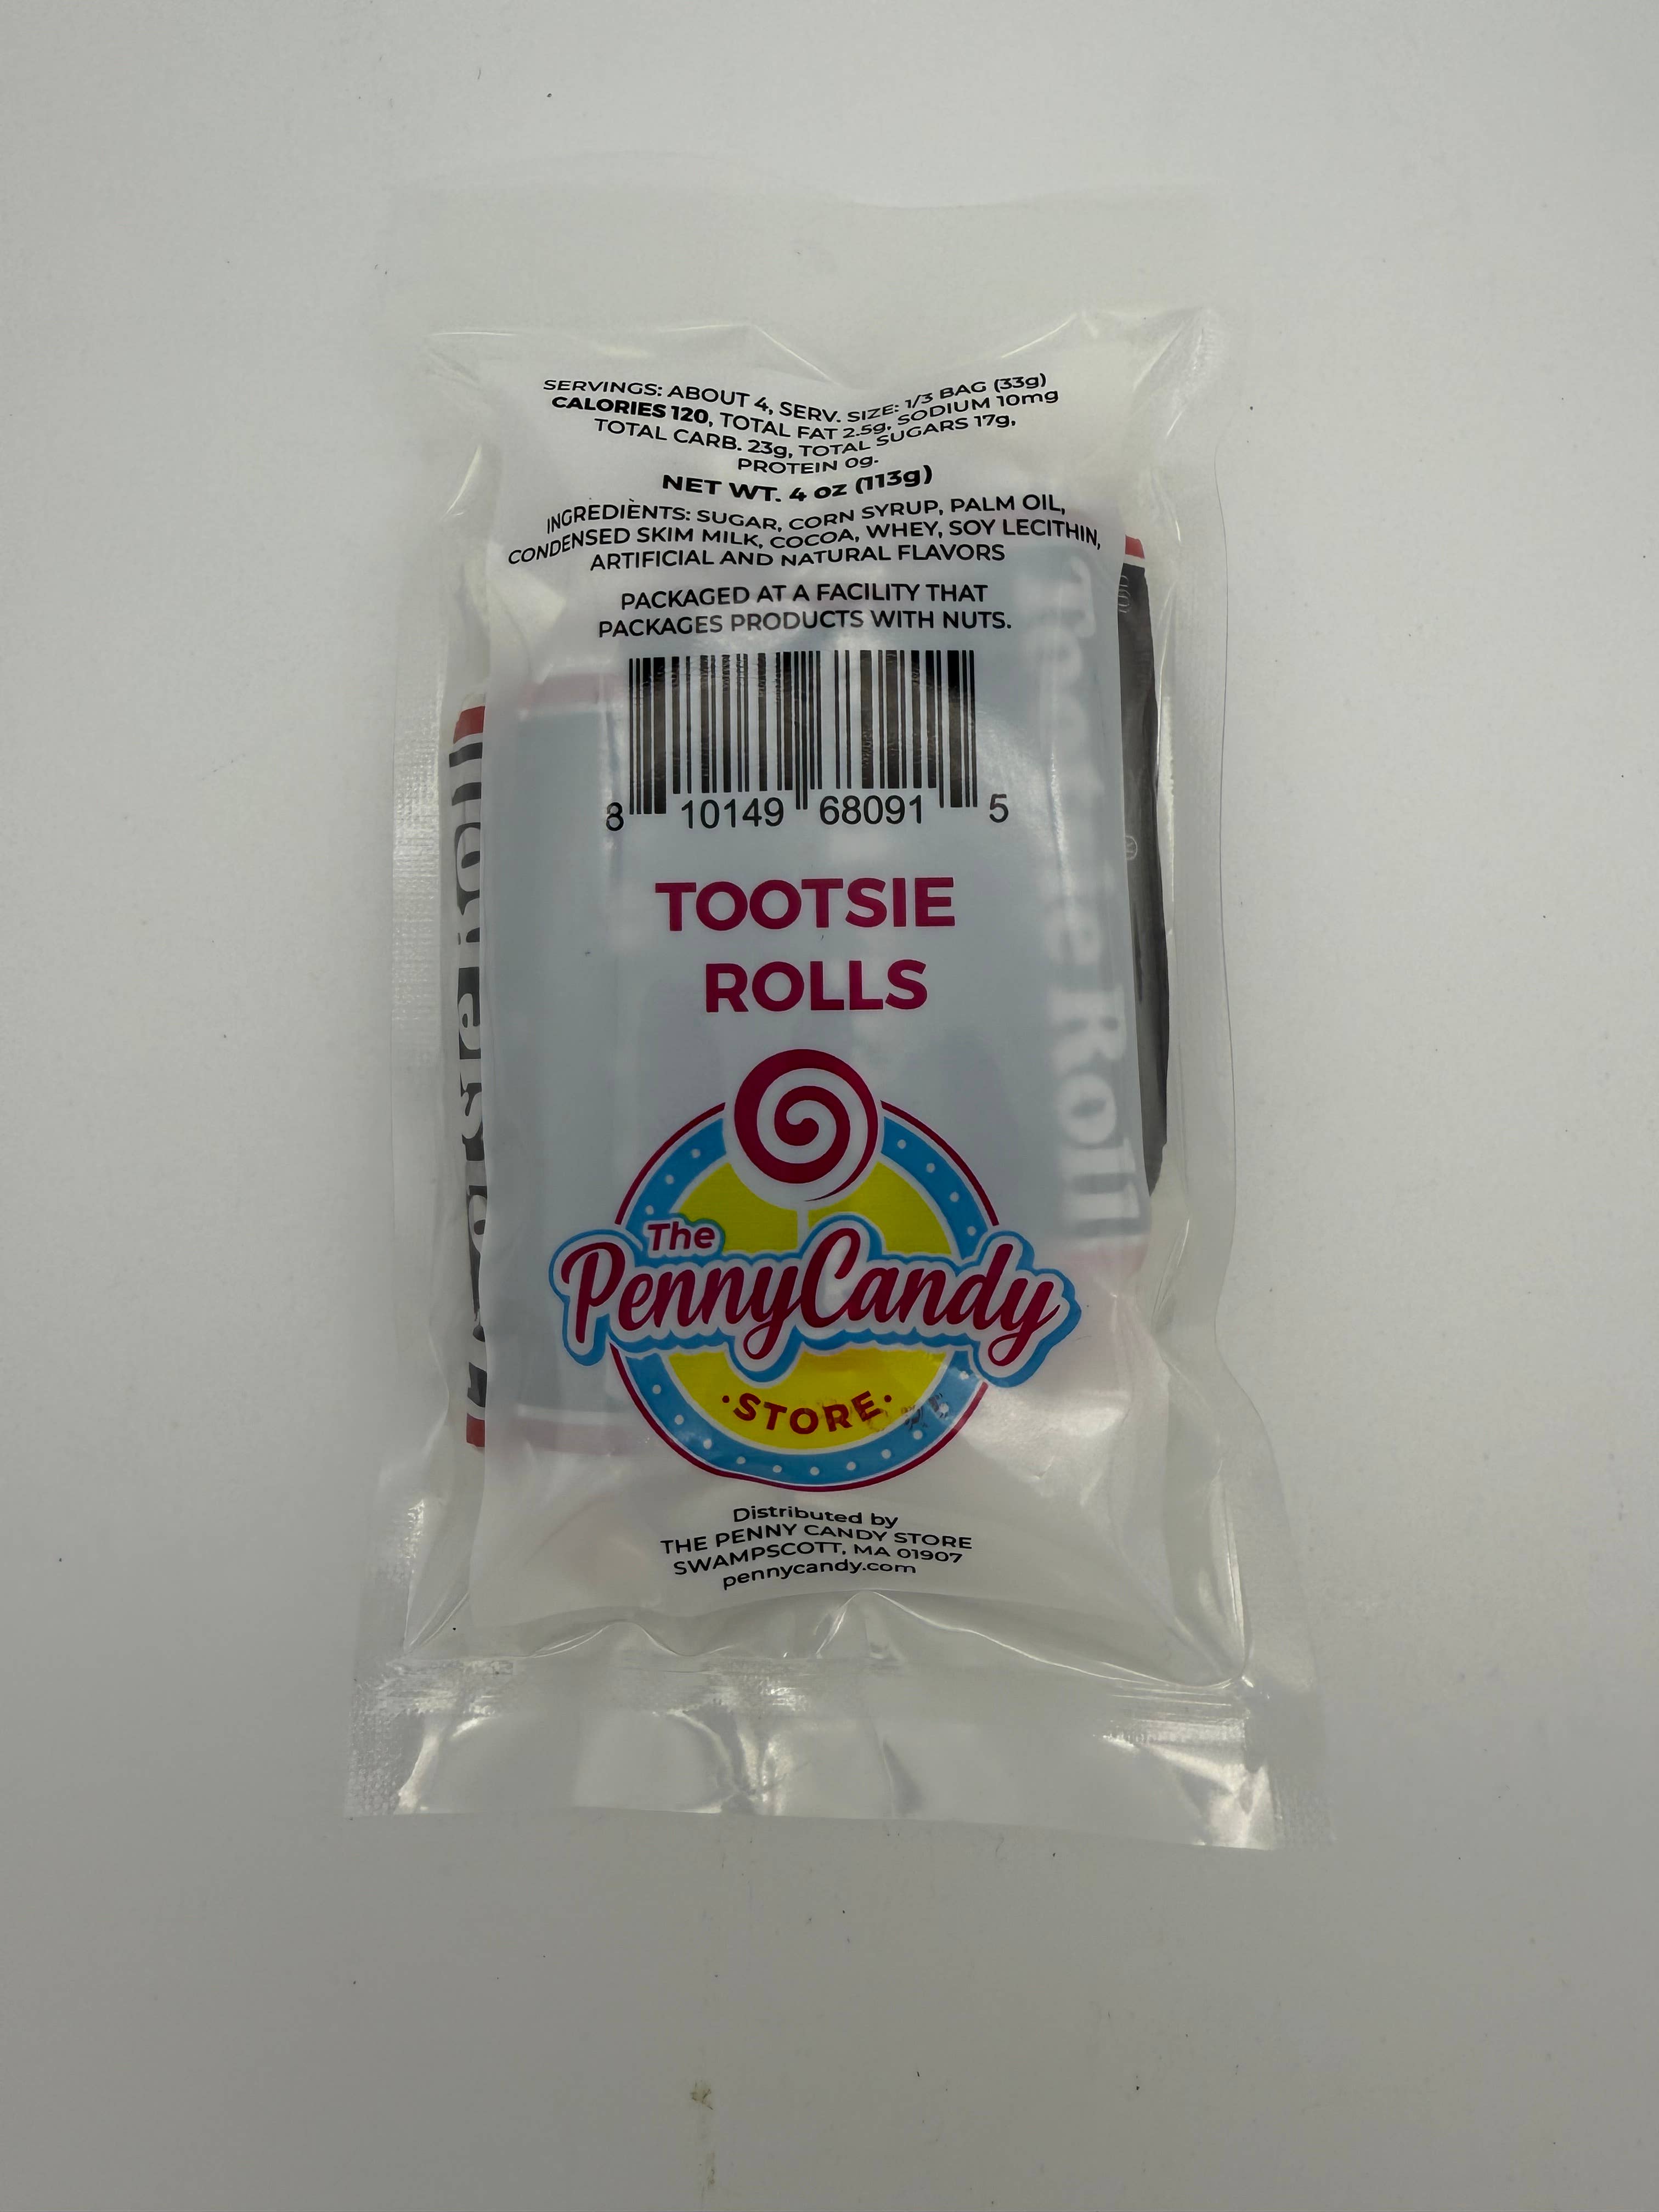 SERVINGS: ABOUT 4, SERV. SIZE: 1/3 BAG (33g)
CALORIES 120, TOTAL FAT 2.5g, SODIUM 10mg
TOTAL CARB. 23g, TOTAL SUGARS 17g,
PROTEIN 0g.
NET WT. 4 oz (113g)
INGREDIENTS: SUGAR, CORN SYRUP, PALM OIL,
CONDENSED SKIM MILK, COCOA, WHEY, SOY LECITHIN,
ARTIFICIAL AND NATURAL FLAVORS
PACKAGED AT A FACILITY THAT
PACKAGES PRODUCTS WITH NUTS.
8 10149 68091 5
TOOTSIE
ROLLS
The
PennyCandy
·STORE·
Distributed by
THE PENNY CANDY STORE
SWAMPSCOTT, MA 01907
pennycandy.com
Tootsie Roll